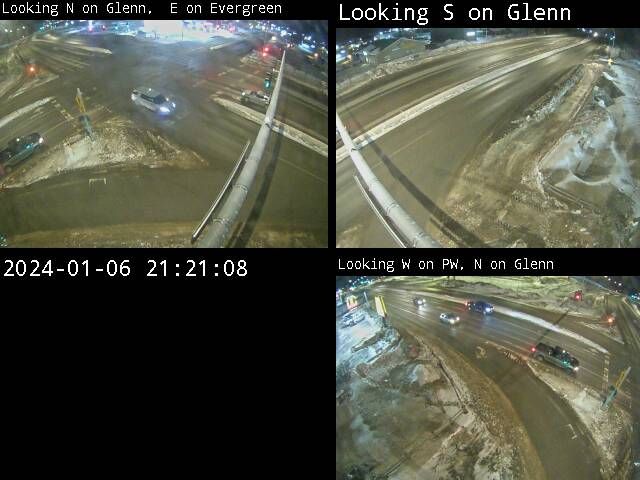 Looking N on Glenn,  E on Evergreen
Looking S on Glenn
2024-01-06 21:21:08
Looking W on PW, N on Glenn